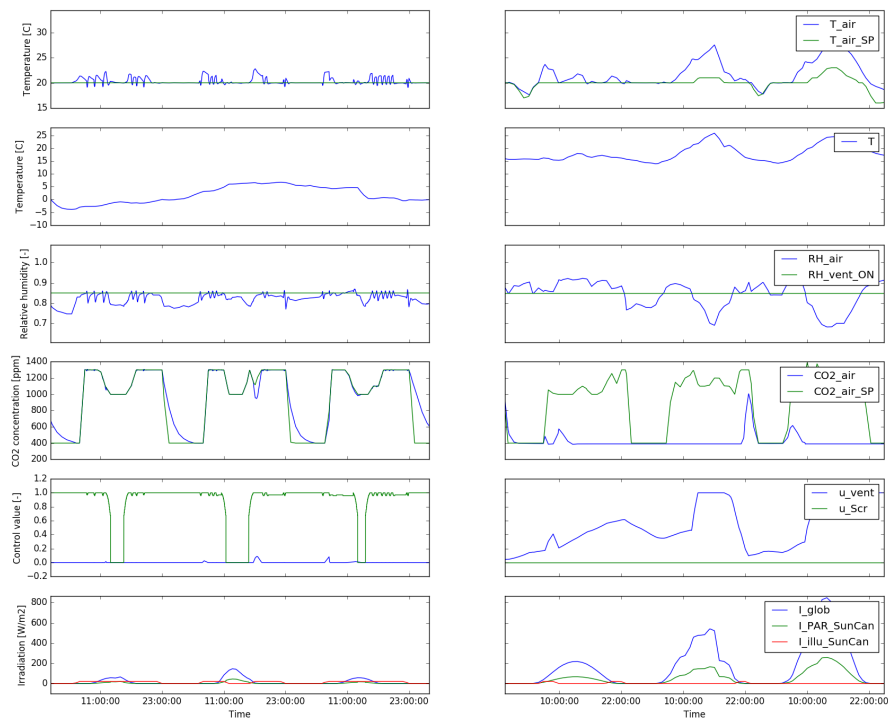 Temperature [C]
35
30
25
20
15
T_air
T_air_SP
Temperature [C]
25
20
15
10
5
0
−5
−10
T
Relative humidity [-]
1.0
0.9
0.8
0.7
RH_air
RH_vent_ON
CO2 concentration [ppm]
1400
1200
1000
800
600
400
200
CO2_air
CO2_air_SP
Control value [-]
1.2
1.0
0.8
0.6
0.4
0.2
0.0
−0.2
u_vent
u_Scr
Irradiation [W/m2]
800
600
400
200
0
I_glob
I_PAR_SunCan
I_illu_SunCan
11:00:00 23:00:00 11:00:00 23:00:00 11:00:00 23:00:00
10:00:00 22:00:00 10:00:00 22:00:00 10:00:00 22:00:00
Time
Time